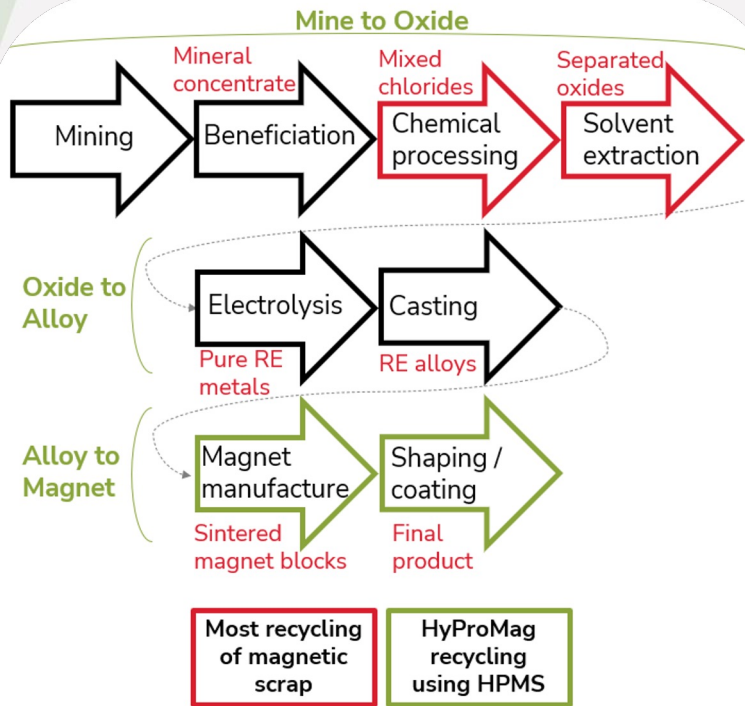 Mine to Oxide
Mineral
concentrate
Mixed
chlorides
Separated
oxides
Mining
Beneficiation
Chemical
processing
Solvent
extraction
Oxide to
Alloy
Electrolysis
Casting
Pure RE
metals
RE alloys
Alloy to
Magnet
Magnet
manufacture
Shaping /
coating
Sintered
magnet blocks
Final
product
Most recycling
of magnetic
scrap
HyProMag
recycling
using HPMS